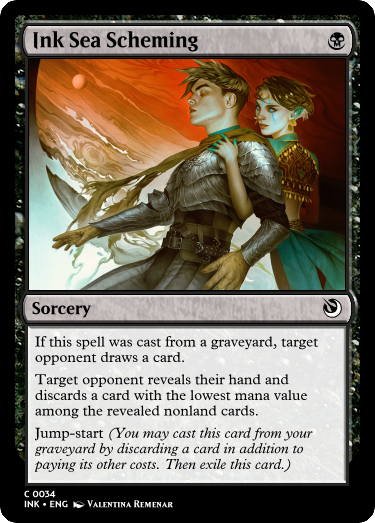 Ink Sea Scheming
Sorcery
If this spell was cast from a graveyard, target
opponent draws a card.
Target opponent reveals their hand and
discards a card with the lowest mana value
among the revealed nonland cards.
Jump-start (You may cast this card from your
graveyard by discarding a card in addition to
paying its other costs. Then exile this card.)
C 0034
INK • ENG Valentina Remenar